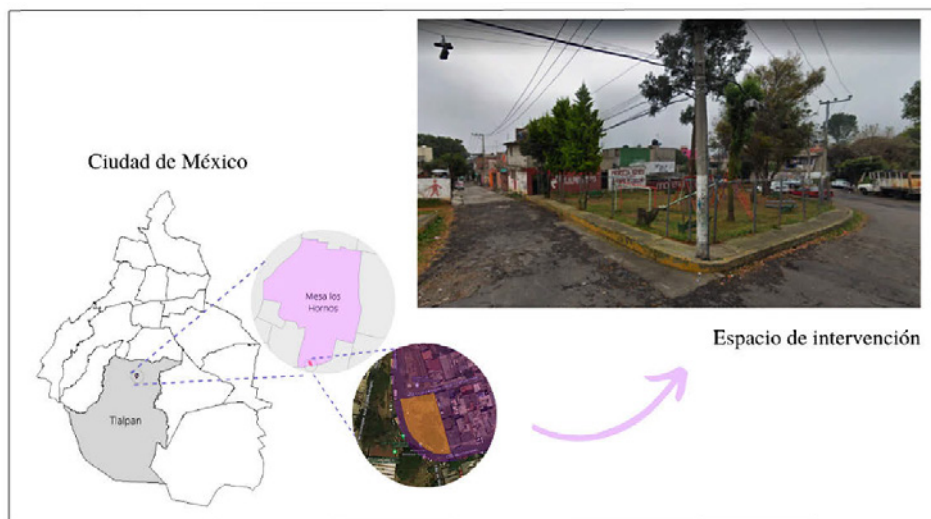 Ciudad de México
Mesa los
Hornos
Tlalpan
Espacio de intervención